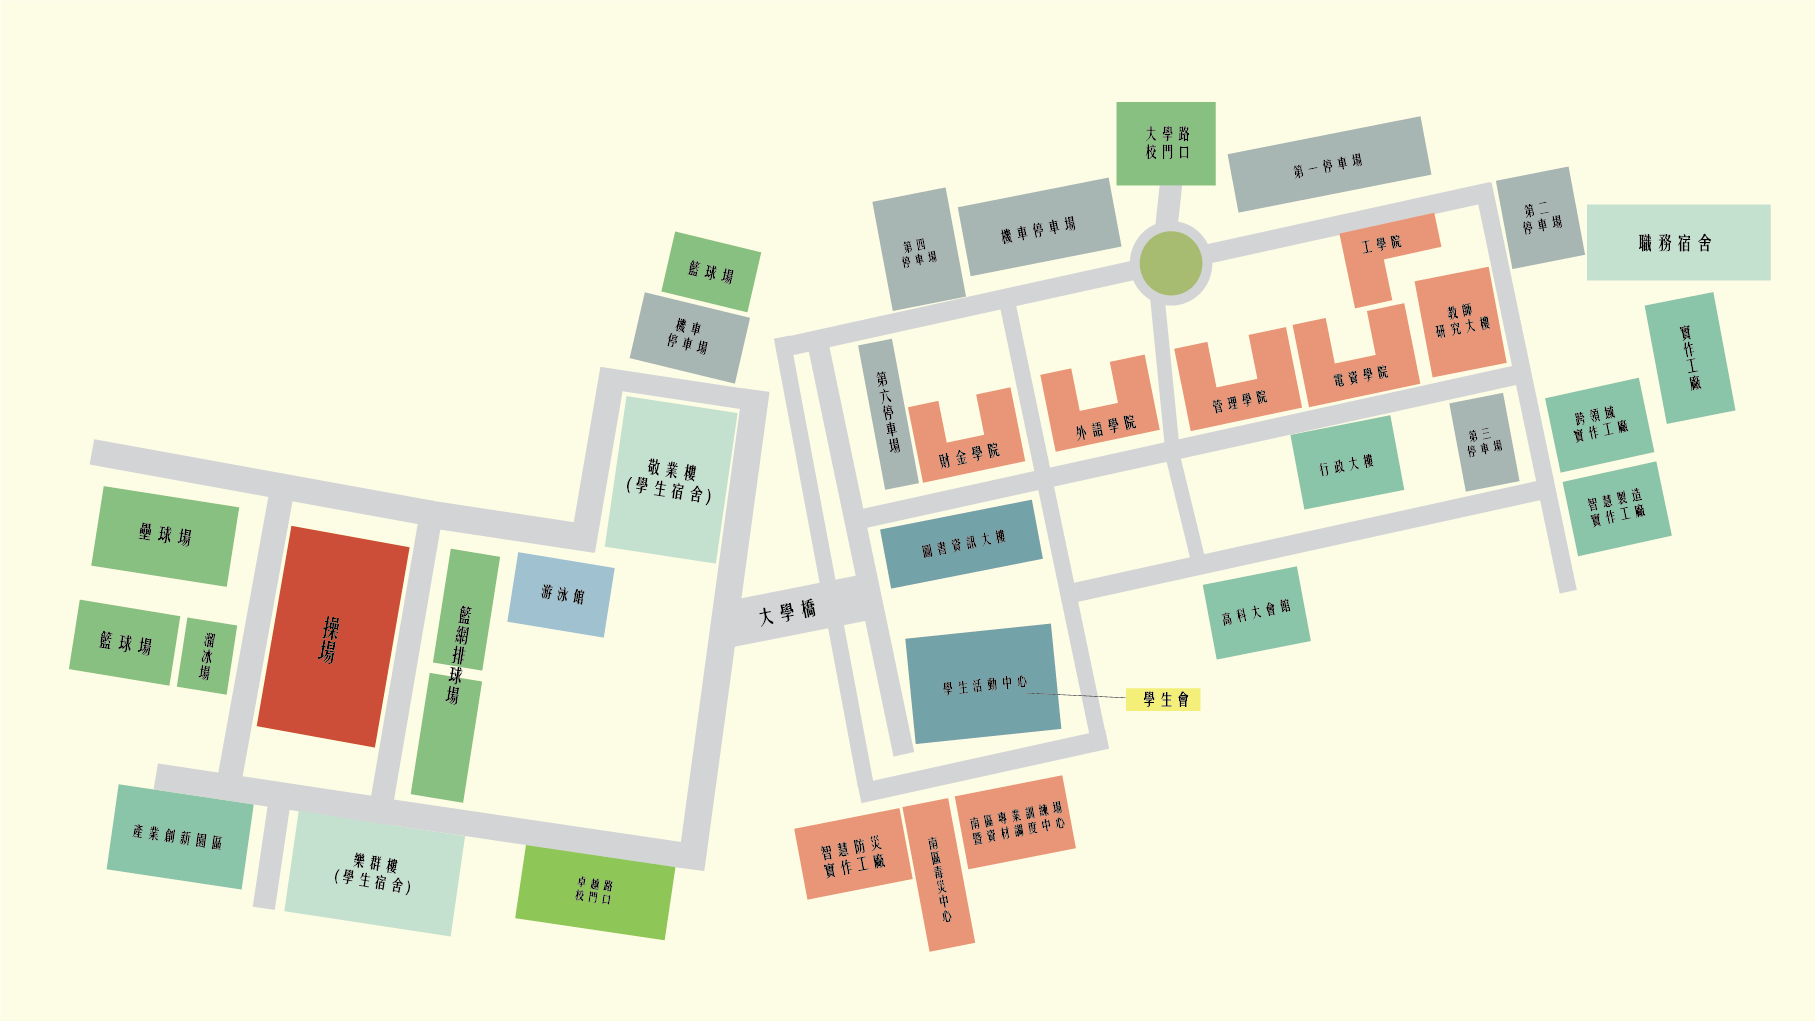 大學路
校門口
第一停車場
第二
停車場
職務宿舍
第四
停車場
機車停車場
工學院
籃球場
機車
停車場
教師
研究大樓
實作工廠
第六停車場
財金學院
外語學院
管理學院
電資學院
跨領域
實作工廠
第三
停車場
行政大樓
智慧製造
實作工廠
敬業樓
(學生宿舍)
壘球場
圖書資訊大樓
游泳館
大學橋
高科大會館
操場
籃網排球場
籃球場
溜冰場
學生活動中心
學生會
產業創新園區
樂群樓
(學生宿舍)
卓越路
校門口
智慧防災
實作工廠
南區毒災中心
南區專業訓練場
暨資材調度中心